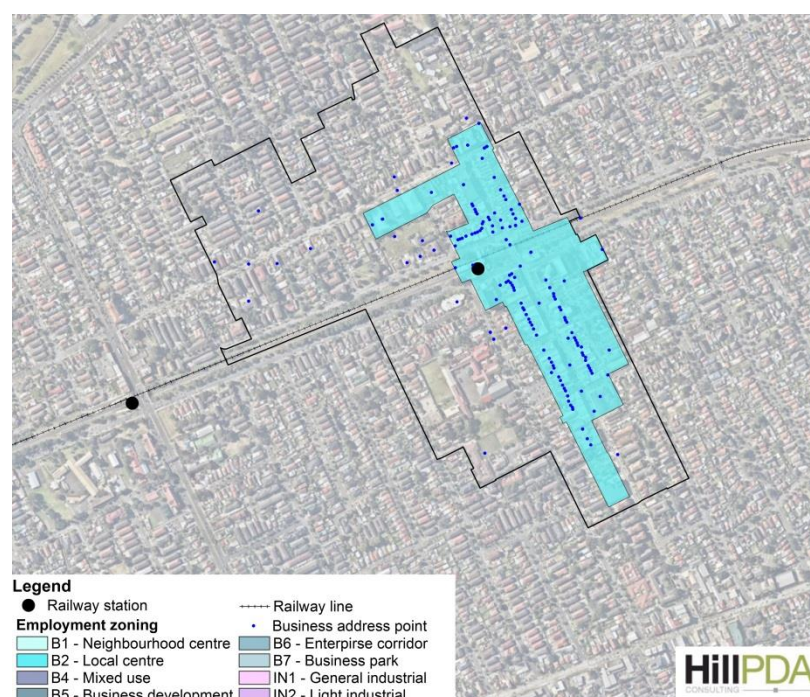 Legend
Railway station
Railway line
Employment zoning
Business address point
B1 - Neighbourhood centre
B6 - Enterpirse corridor
B2 - Local centre
B7 - Business park
B4 - Mixed use
IN1 - General industrial
B5 - Business development
IN2 - Light industrial
HillPDA
CONSULTING